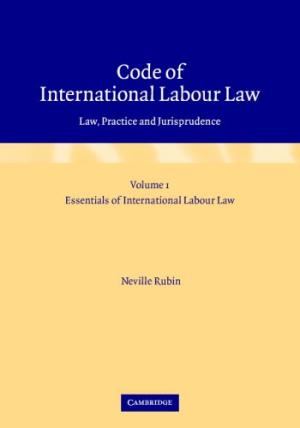 Code of
International Labour Law
Law, Practice and Jurisprudence
Volume 1
Essentials of International Labour Law
Neville Rubin
CAMBRIDGE